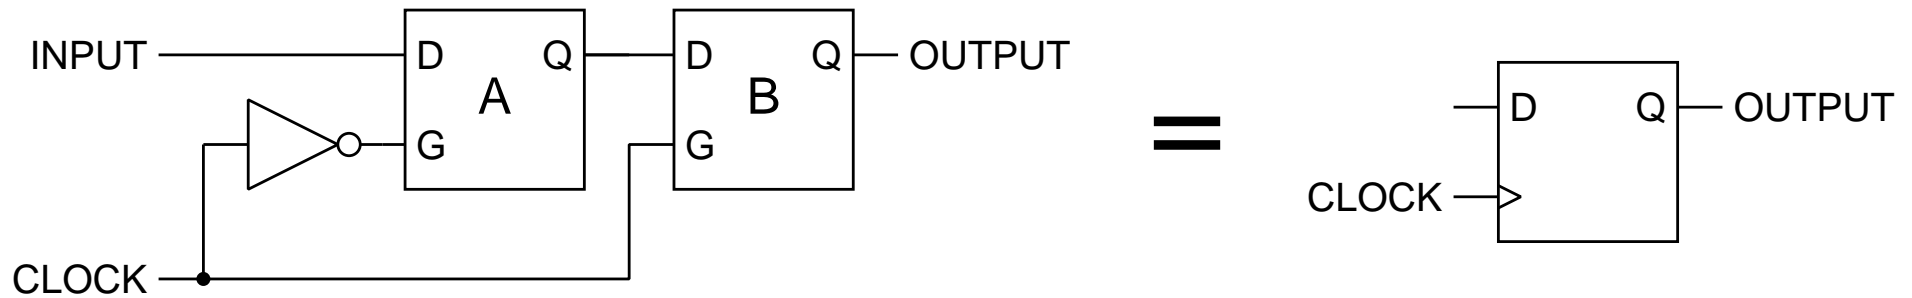 INPUT D Q D Q OUTPUT
A B
G G
CLOCK
= D Q OUTPUT
CLOCK